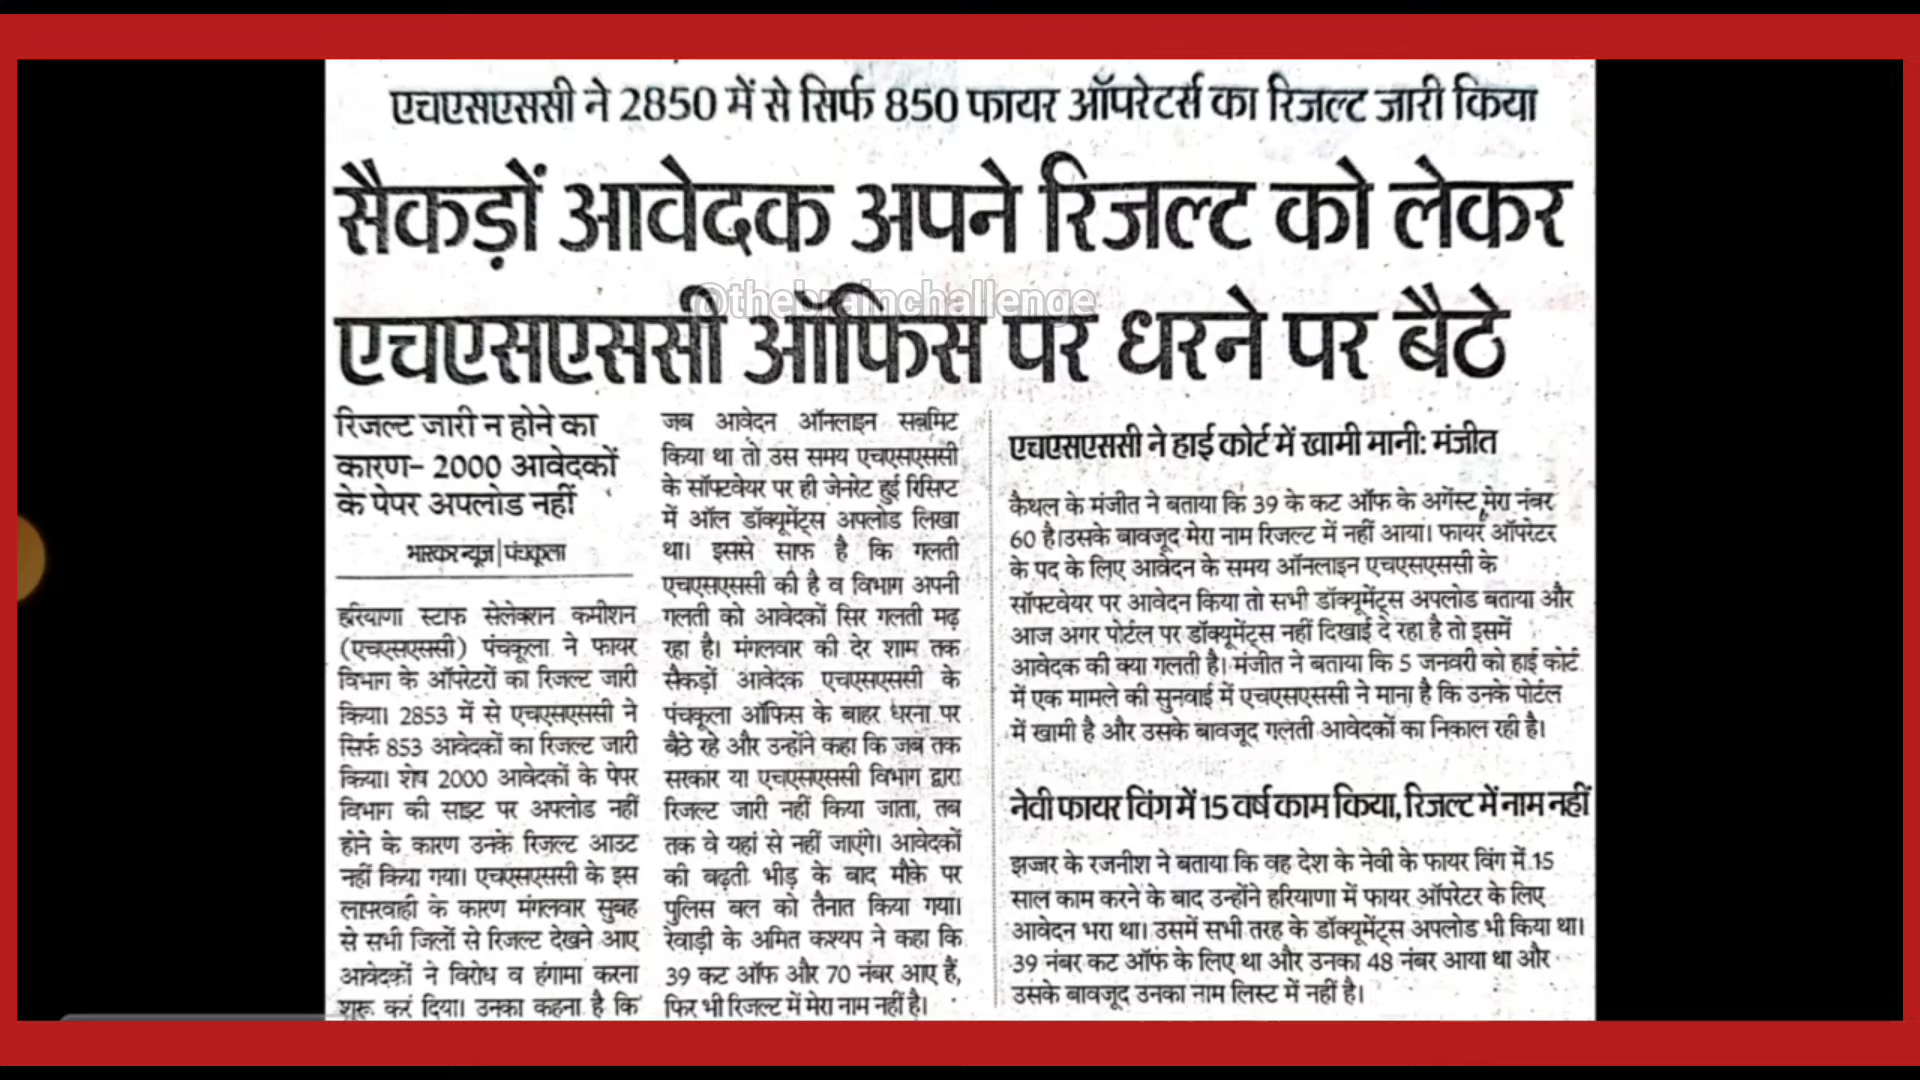 एचएसएससी ने 2850 में से सिर्फ 850 फायर ऑपरेटर्स का रिजल्ट जारी किया
सैकड़ों आवेदक अपने रिजल्ट को लेकर
@thebrainchallenge
एचएसएससी ऑफिस पर धरने पर बैठे
रिजल्ट जारी न होने का
कारण- 2000 आवेदकों
के पेपर अपलोड नहीं
भास्कर न्यूज | पंचकूला
हरियाणा स्टाफ सेलेक्शन कमीशन
(एचएसएससी) पंचकूला ने फायर
विभाग के ऑपरेटरों का रिजल्ट जारी
किया। 2853 में से एचएसएससी ने
सिर्फ 853 आवेदकों का रिजल्ट जारी
किया। शेष 2000 आवेदकों के पेपर
विभाग की साइट पर अपलोड नहीं
होने के कारण उनके रिजल्ट आउट
नहीं किया गया। एचएसएससी के इस
लापरवाही के कारण मंगलवार सुबह
से सभी जिलों से रिजल्ट देखने आए
आवेदकों ने विरोध व हंगामा करना
शुरू कर दिया। उनका कहना है कि
जब आवेदन ऑनलाइन सबमिट
किया था तो उस समय एचएसएससी
के सॉफ्टवेयर पर ही जेनरेट हुई रिसिप्ट
में ऑल डॉक्यूमेंट्स अपलोड लिखा
था। इससे साफ है कि गलती
एचएसएससी की है व विभाग अपनी
गलती को आवेदकों सिर गलती मढ़
रहा है। मंगलवार की देर शाम तक
सैकड़ों आवेदक एचएसएससी के
पंचकूला ऑफिस के बाहर धरना पर
बैठे रहे और उन्होंने कहा कि जब तक
सरकार या एचएसएससी विभाग द्वारा
रिजल्ट जारी नहीं किया जाता, तब
तक वे यहां से नहीं जाएंगे। आवेदकों
की बढ़ती भीड़ के बाद मौके पर
पुलिस बल को तैनात किया गया।
रेवाड़ी के अमित कश्यप ने कहा कि
39 कट ऑफ और 70 नंबर आए हैं,
फिर भी रिजल्ट में मेरा नाम नहीं है।
एचएसएससी ने हाई कोर्ट में खामी मानी: मंजीत
कैथल के मंजीत ने बताया कि 39 के कट ऑफ के अगेंस्ट मेरा नंबर
60 है।उसके बावजूद मेरा नाम रिजल्ट में नहीं आया। फायर ऑपरेटर
के पद के लिए आवेदन के समय ऑनलाइन एचएसएससी के
सॉफ्टवेयर पर आवेदन किया तो सभी डॉक्यूमेंट्स अपलोड बताया और
आज अगर पोर्टल पर डॉक्यूमेंट्स नहीं दिखाई दे रहा है तो इसमें
आवेदक की क्या गलती है। मंजीत ने बताया कि 5 जनवरी को हाई कोर्ट
में एक मामले की सुनवाई में एचएसएससी ने माना है कि उनके पोर्टल
में खामी है और उसके बावजूद गलती आवेदकों का निकाल रही है।
नेवी फायर विंग में 15 वर्ष काम किया, रिजल्ट में नाम नहीं
झज्जर के रजनीश ने बताया कि वह देश के नेवी के फायर विंग में 15
साल काम करने के बाद उन्होंने हरियाणा में फायर ऑपरेटर के लिए
आवेदन भरा था। उसमें सभी तरह के डॉक्यूमेंट्स अपलोड भी किया था।
39 नंबर कट ऑफ के लिए था और उनका 48 नंबर आया था और
उसके बावजूद उनका नाम लिस्ट में नहीं है।